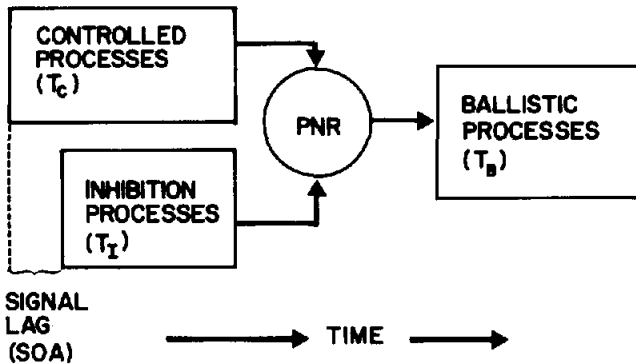 CONTROLLED
PROCESSES
(T_C)
PNR
BALLISTIC
PROCESSES
(T_B)
INHIBITION
PROCESSES
(T_I)
SIGNAL
LAG
(SOA)
TIME